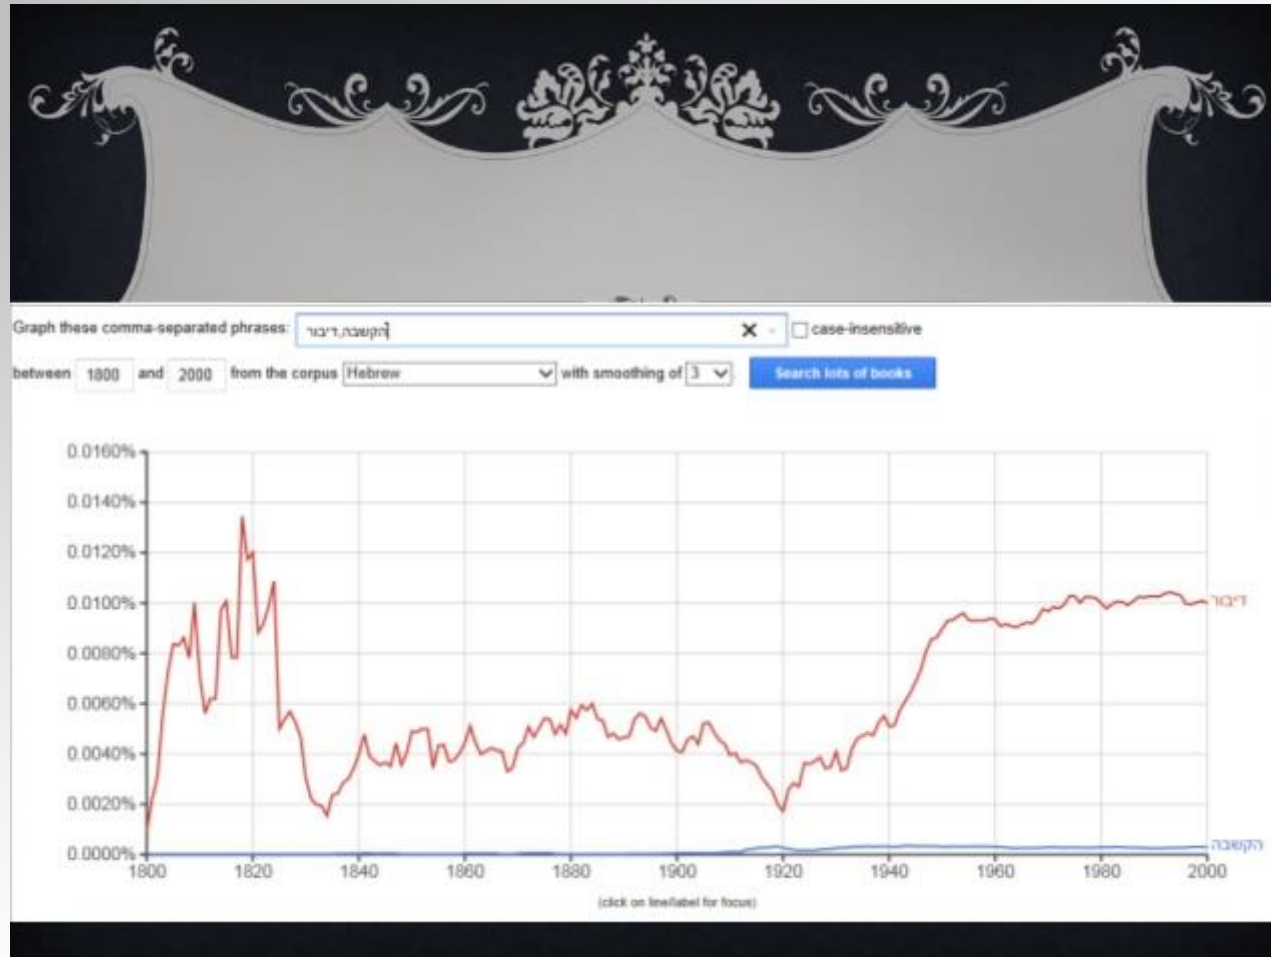 Graph these comma-separated phrases: הקשבה,דיבור case-insensitive
between 1800 and 2000 from the corpus Hebrew with smoothing of 3 . Search lots of books
0.0160%
0.0140%
0.0120%
0.0100%
דיבור
0.0080%
0.0060%
0.0040%
0.0020%
0.0000%
הקשבה
1800 1820 1840 1860 1880 1900 1920 1940 1960 1980 2000
(click on line/label for focus)